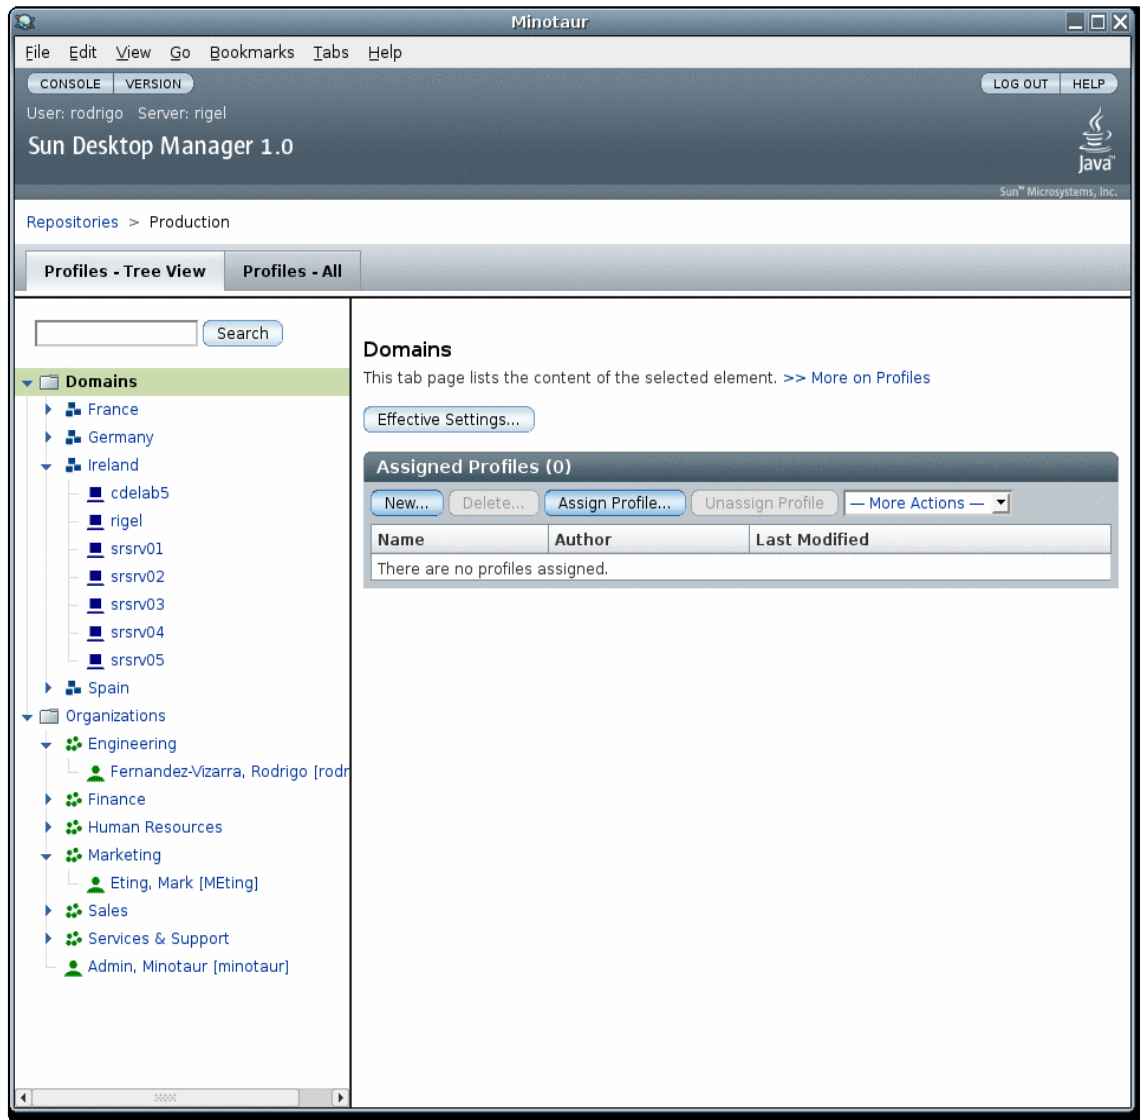 Minotaur
File Edit View Go Bookmarks Tabs Help
CONSOLE VERSION LOG OUT HELP
User: rodrigo Server: rigel
Sun Desktop Manager 1.0
Java™
Sun™ Microsystems, Inc.
Repositories > Production
Profiles - Tree View Profiles - All
Search
Domains
France
Germany
Ireland
cdelab5
rigel
srsrv01
srsrv02
srsrv03
srsrv04
srsrv05
Spain
Organizations
Engineering
Fernandez-Vizarra, Rodrigo [rodr
Finance
Human Resources
Marketing
Eting, Mark [MEting]
Sales
Services & Support
Admin, Minotaur [minotaur]
Domains
This tab page lists the content of the selected element. >> More on Profiles
Effective Settings...
Assigned Profiles (0)
New... Delete... Assign Profile... Unassign Profile — More Actions —
Name Author Last Modified
There are no profiles assigned.